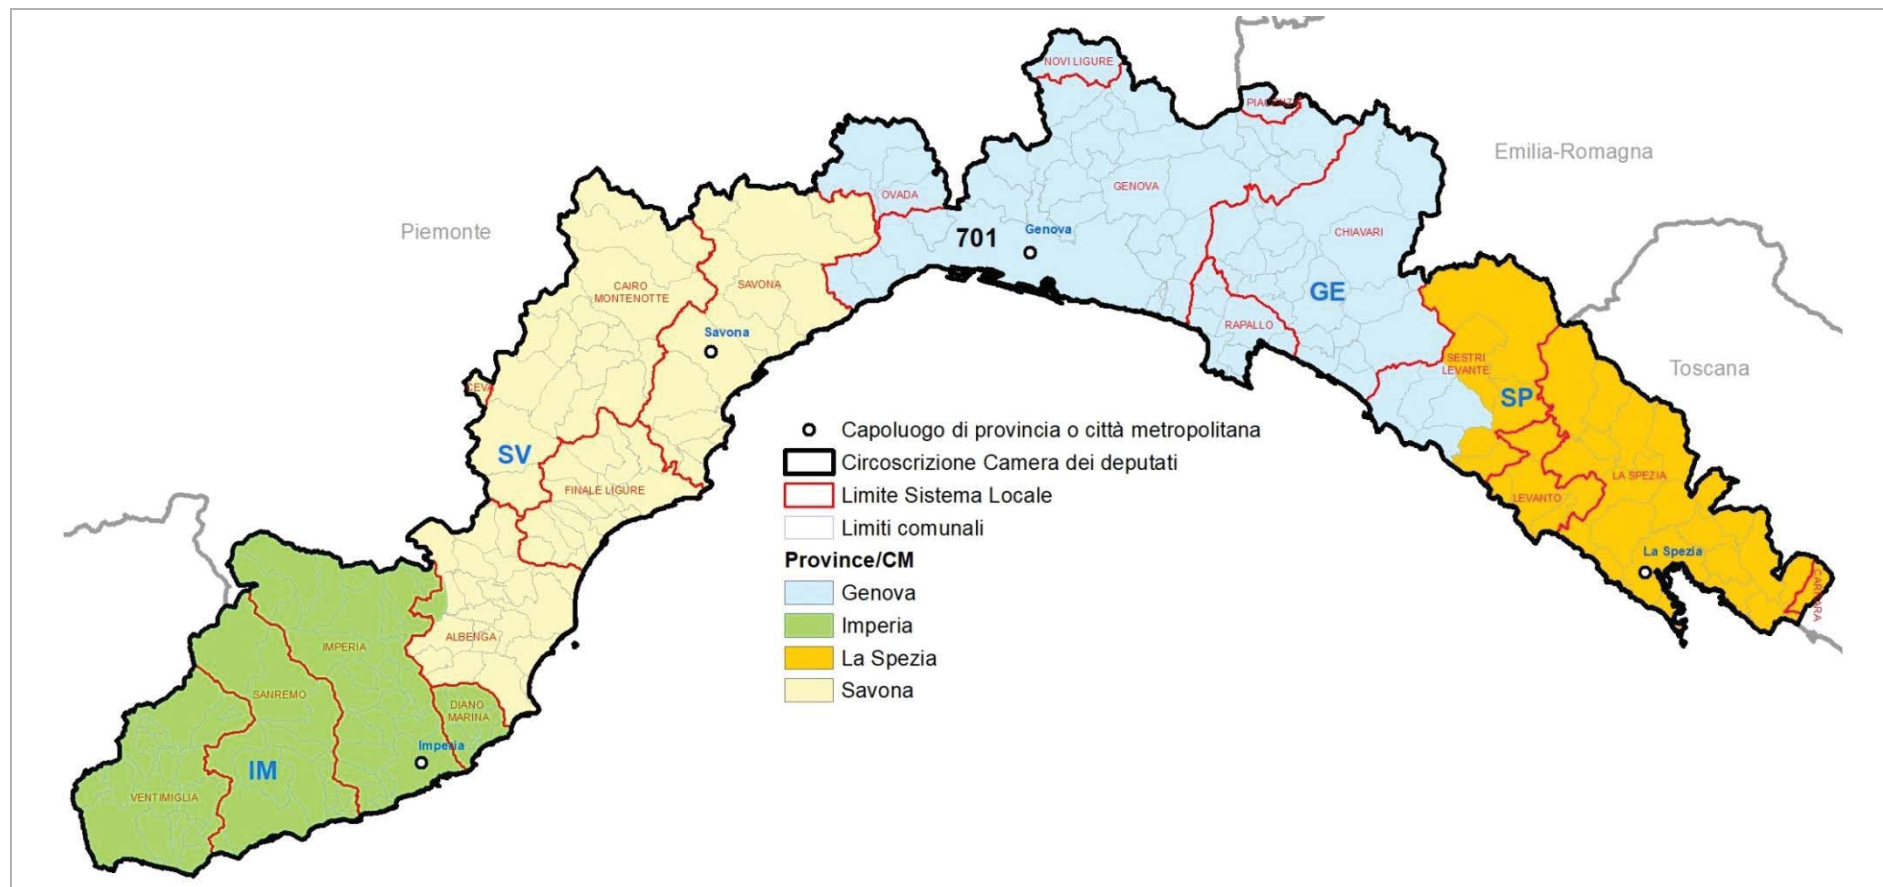 NOVI LIGURE
PIACENZA
Emilia-Romagna
OVADA
GENOVA
Piemonte
701
Genova
CHIAVARI
CAIRO
MONTENOTTE
SAVONA
GE
Savona
RAPALLO
SESTRI
LEVANTE
Toscana
CEVA
SP
SV
FINALE LIGURE
LA SPEZIA
LEVANTO
La Spezia
CARRARA
Capoluogo di provincia o città metropolitana
Circoscrizione Camera dei deputati
Limite Sistema Locale
Limiti comunali
Province/CM
Genova
Imperia
La Spezia
Savona
ALBENGA
IMPERIA
SANREMO
DIANO
MARINA
Imperia
IM
VENTIMIGLIA